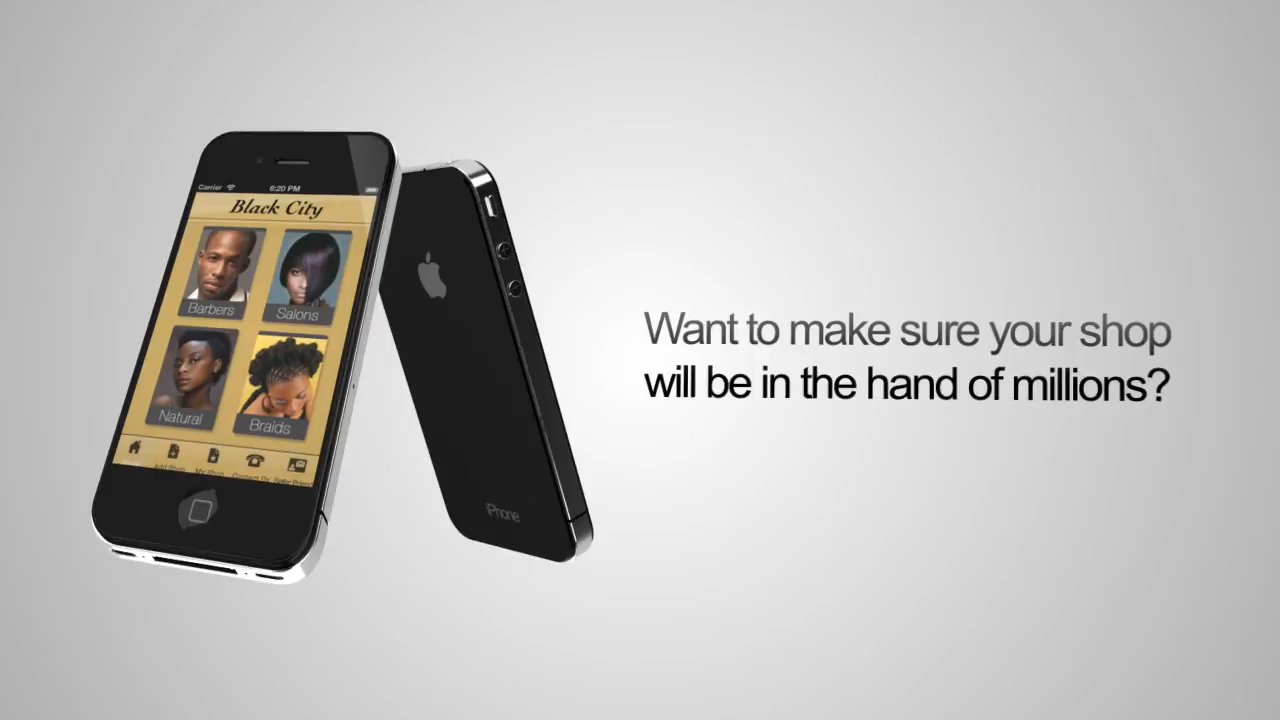 Carrier 6:20 PM
Black City
Barbers Salons
Natural Braids
iPhone
Want to make sure your shop
will be in the hand of millions?